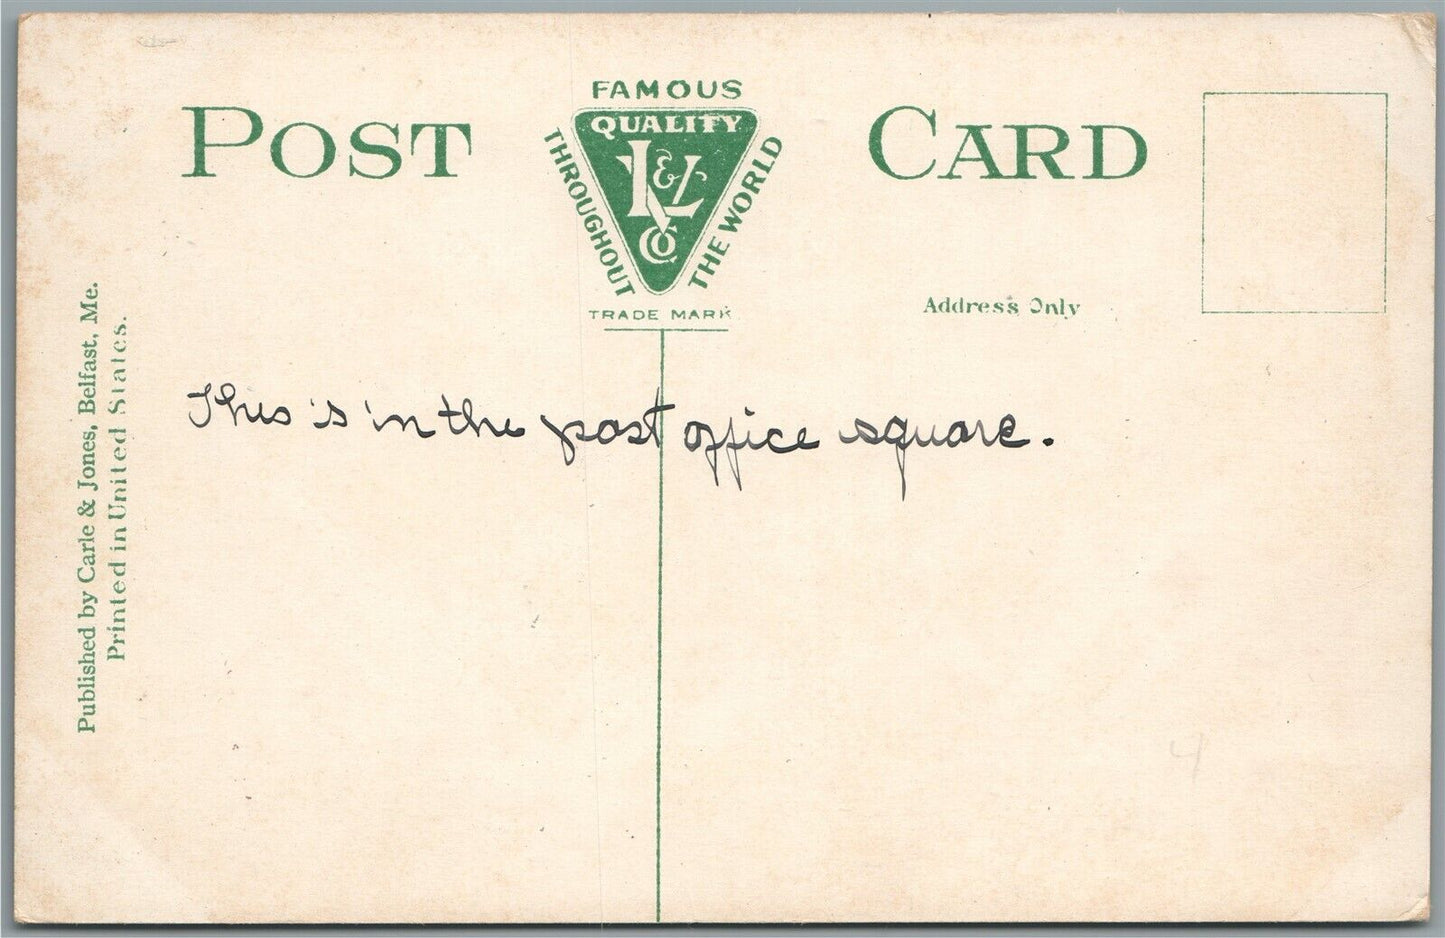 POST CARD
FAMOUS
QUALITY
THROUGHOUT
THE WORLD
K & L
Co
TRADE MARK
Address Only
Published by Carle & Jones, Belfast, Me.
Printed in United States.
This is in the post office square.
4